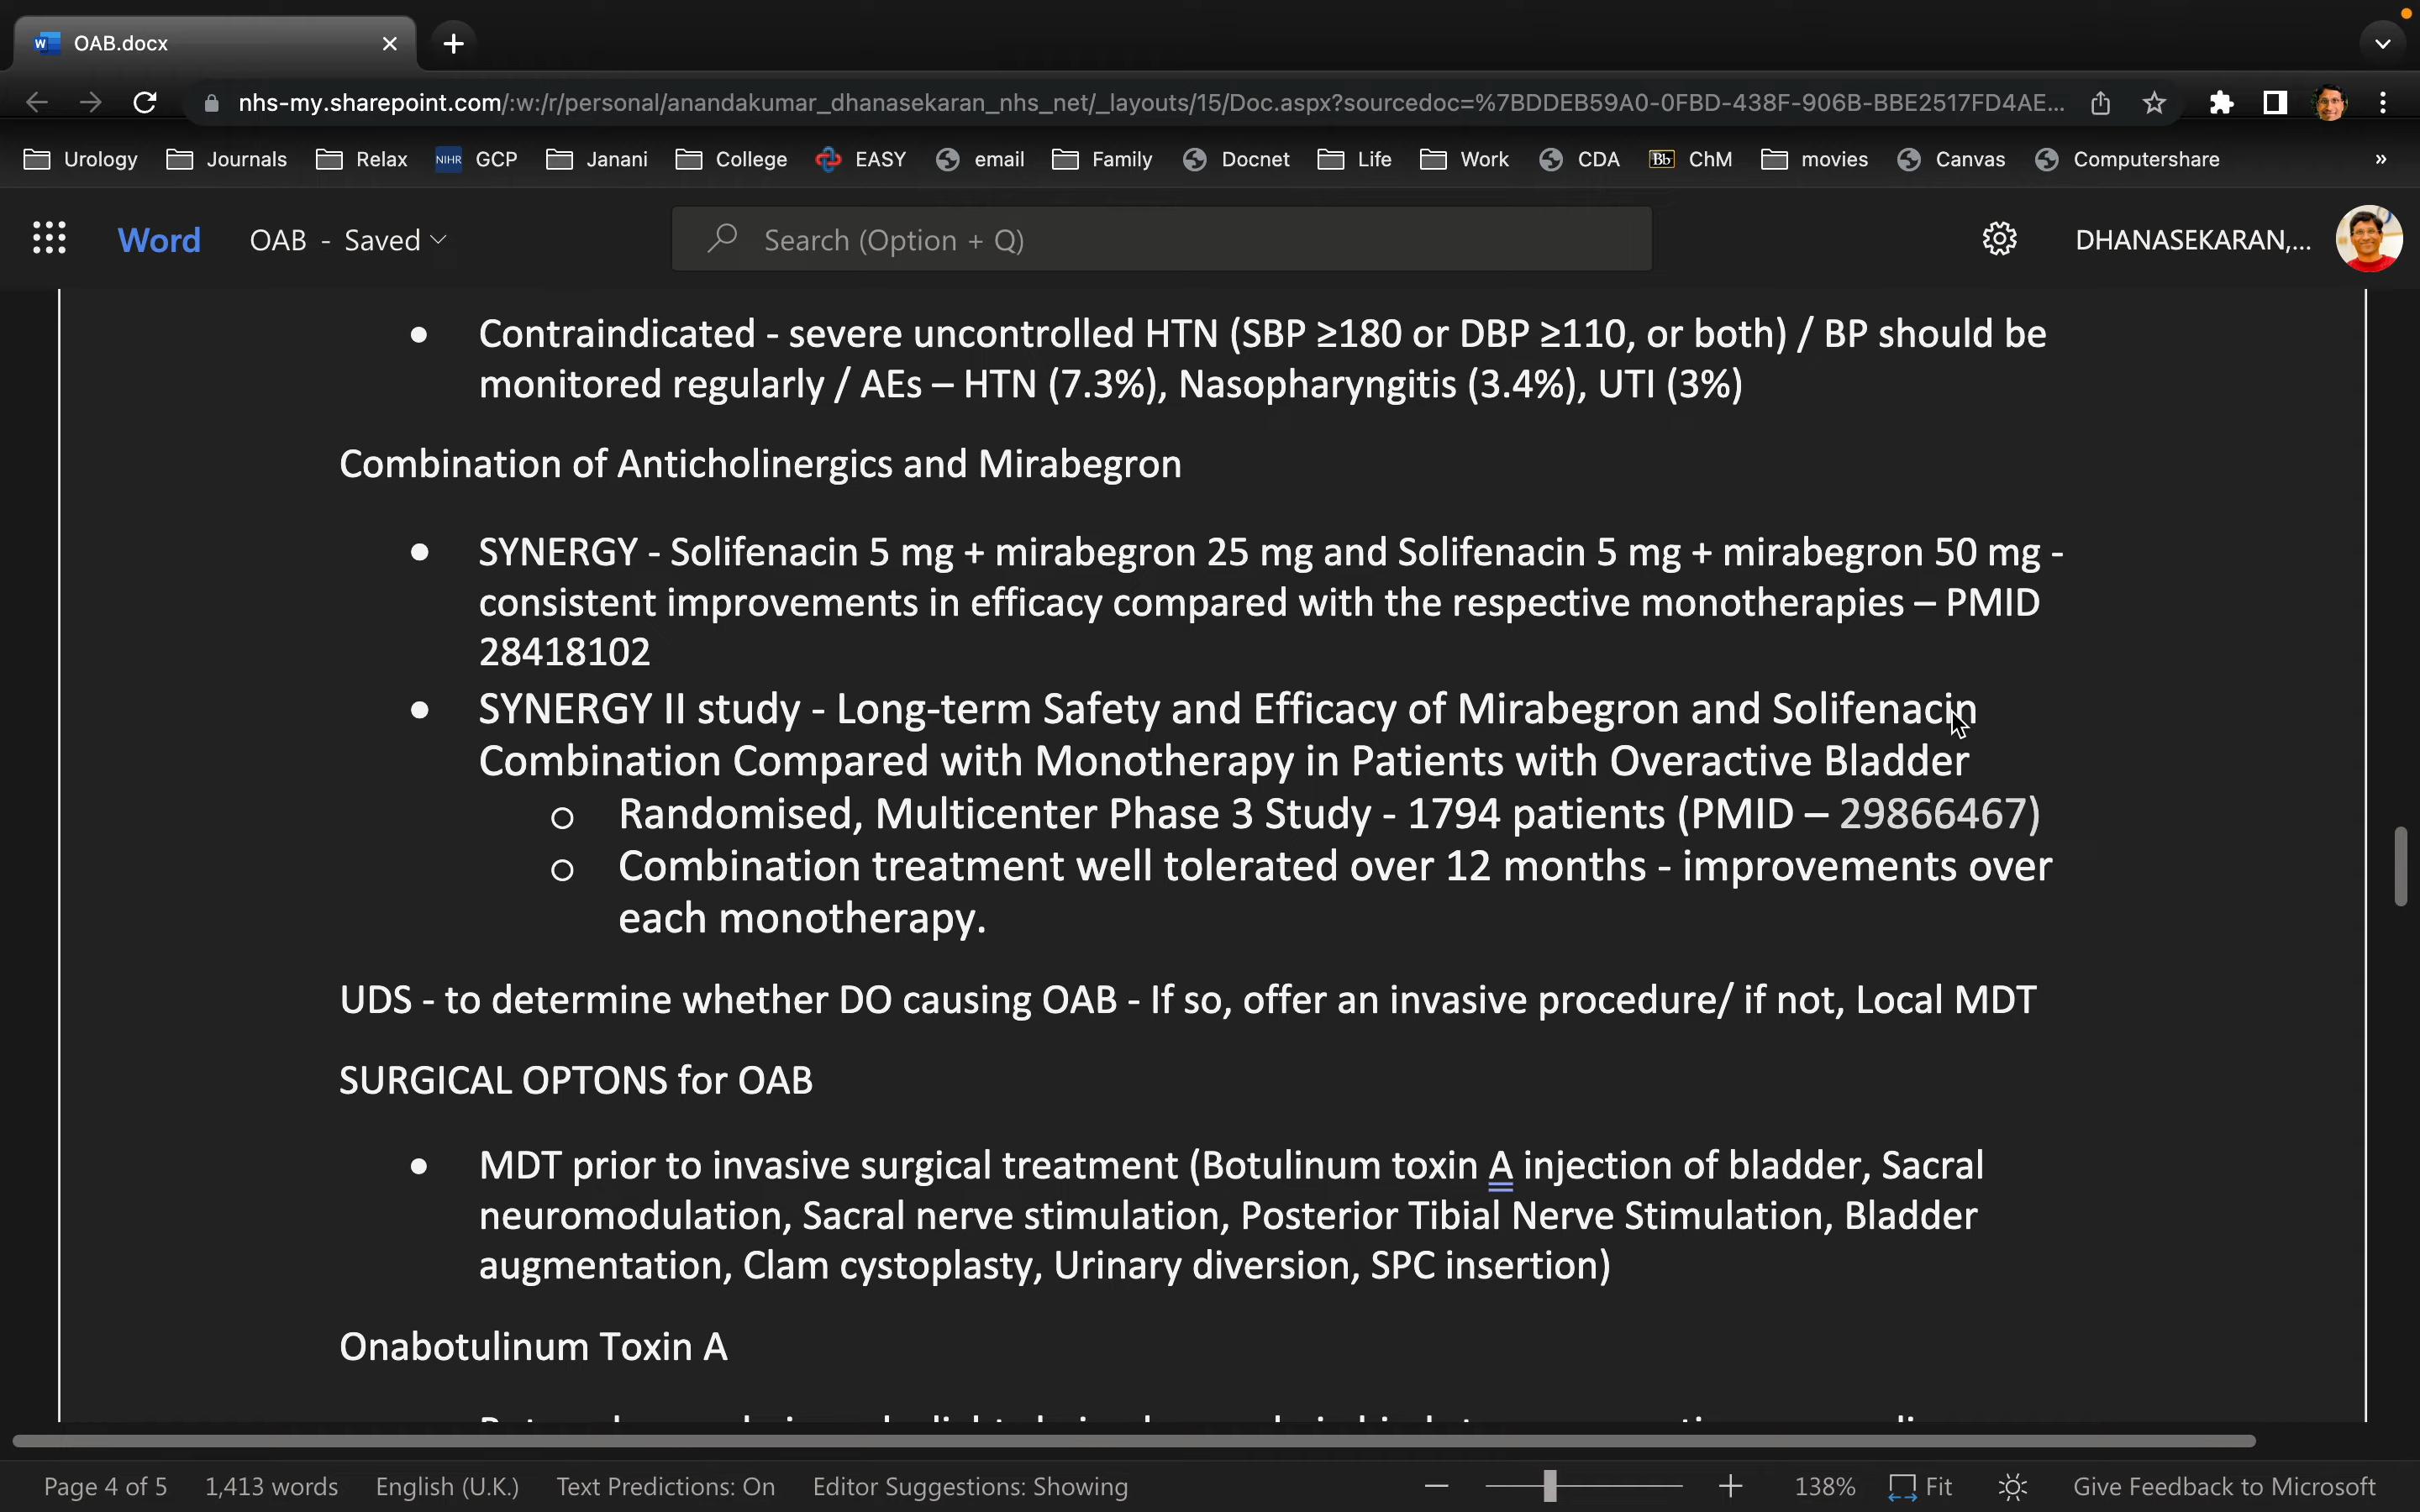 OAB.docx
nhs-my.sharepoint.com/:w:/r/personal/anandakumar_dhanasekaran_nhs_net/_layouts/15/Doc.aspx?sourcedoc=%7BDDEB59A0-0FBD-438F-906B-BBE2517FD4AE...
Urology Journals Relax NIHR GCP Janani College EASY email Family Docnet Life Work CDA Bb ChM movies Canvas Computershare »
Word OAB - Saved Search (Option + Q) DHANASEKARAN,...
• Contraindicated - severe uncontrolled HTN (SBP ≥180 or DBP ≥110, or both) / BP should be
monitored regularly / AEs – HTN (7.3%), Nasopharyngitis (3.4%), UTI (3%)
Combination of Anticholinergics and Mirabegron
• SYNERGY - Solifenacin 5 mg + mirabegron 25 mg and Solifenacin 5 mg + mirabegron 50 mg -
consistent improvements in efficacy compared with the respective monotherapies – PMID
28418102
• SYNERGY II study - Long-term Safety and Efficacy of Mirabegron and Solifenacin
Combination Compared with Monotherapy in Patients with Overactive Bladder
o Randomised, Multicenter Phase 3 Study - 1794 patients (PMID – 29866467)
o Combination treatment well tolerated over 12 months - improvements over
each monotherapy.
UDS - to determine whether DO causing OAB - If so, offer an invasive procedure/ if not, Local MDT
SURGICAL OPTONS for OAB
• MDT prior to invasive surgical treatment (Botulinum toxin A injection of bladder, Sacral
neuromodulation, Sacral nerve stimulation, Posterior Tibial Nerve Stimulation, Bladder
augmentation, Clam cystoplasty, Urinary diversion, SPC insertion)
Onabotulinum Toxin A
Page 4 of 5 1,413 words English (U.K.) Text Predictions: On Editor Suggestions: Showing 138% Fit Give Feedback to Microsoft